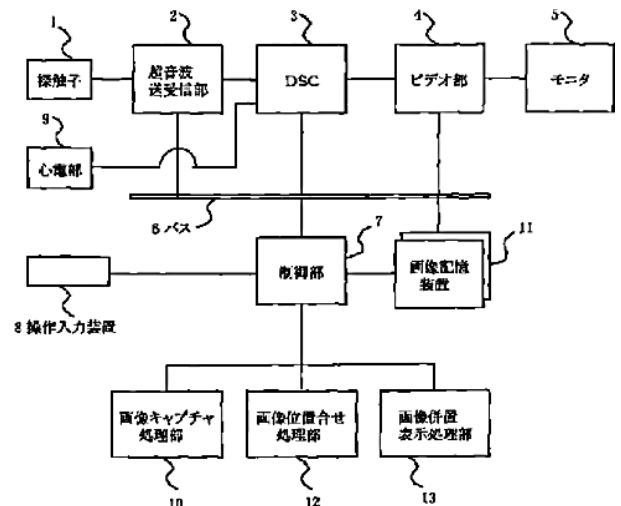 1
2
3
4
5
接触子
超音波
送受信部
DSC
ビデオ部
モニタ
9
心電部
6 バス
7
11
制御部
画像記憶
装置
8 操作入力装置
画像キャプチャ
処理部
画像位置合せ
処理部
画像併置
表示処理部
10
12
13